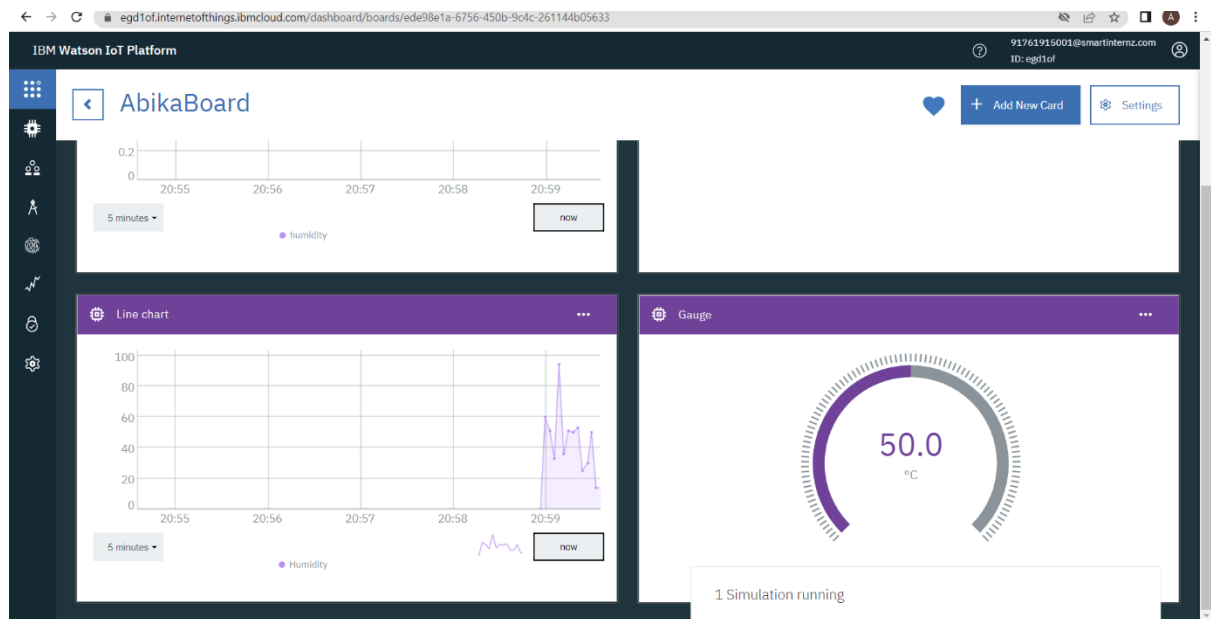 egd1of.internetofthings.ibmcloud.com/dashboard/boards/ede98e1a-6756-450b-9c4c-261144b05633
A
IBM Watson IoT Platform
91761915001@smartinternz.com
ID: egd1of
AbikaBoard
+ Add New Card
Settings
0.2
0
20:55 20:56 20:57 20:58 20:59
5 minutes
now
humidity
Line chart
100
80
60
40
20
0
20:55 20:56 20:57 20:58 20:59
5 minutes
now
Humidity
Gauge
50.0
°C
1 Simulation running